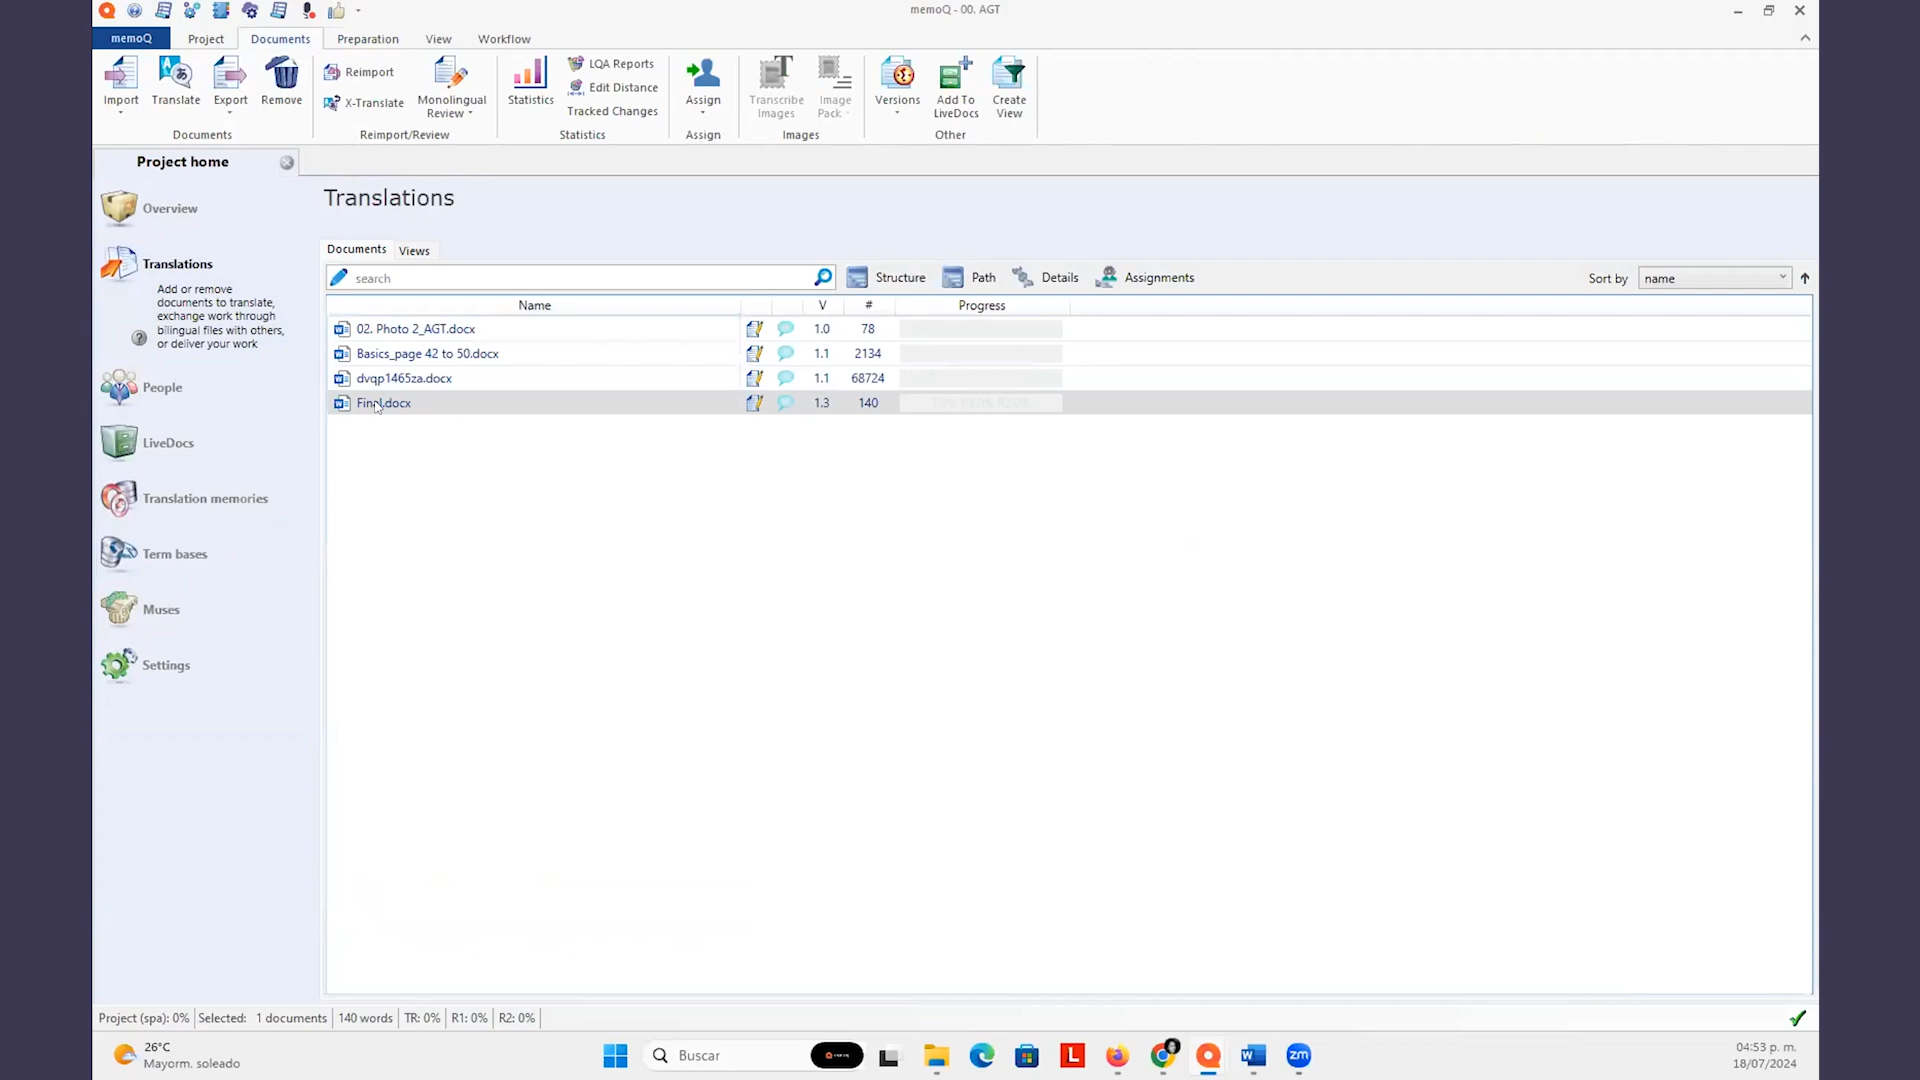 memoQ - 00. AGT
memoQ Project Documents Preparation View Workflow
Import Translate Export Remove
Documents
Reimport
X-Translate
Monolingual
Review
Reimport/Review
Statistics
LQA Reports
Edit Distance
Tracked Changes
Statistics
Assign
Assign
Transcribe
Images
Image
Pack
Images
Versions
Add To
LiveDocs
Create
View
Other
Project home
Overview
Translations
Add or remove
documents to translate,
exchange work through
bilingual files with others,
or deliver your work
People
LiveDocs
Translation memories
Term bases
Muses
Settings
Translations
Documents Views
search Structure Path Details Assignments Sort by name
Name V # Progress
02. Photo 2_AGT.docx 1.0 78
Basics_page 42 to 50.docx 1.1 2134
dvqp1465za.docx 1.1 68724
Final.docx 1.3 140
Project (spa): 0% Selected: 1 documents 140 words TR: 0% R1: 0% R2: 0%
26°C
Mayorm. soleado
Buscar
L
W
zm
04:53 p. m.
18/07/2024